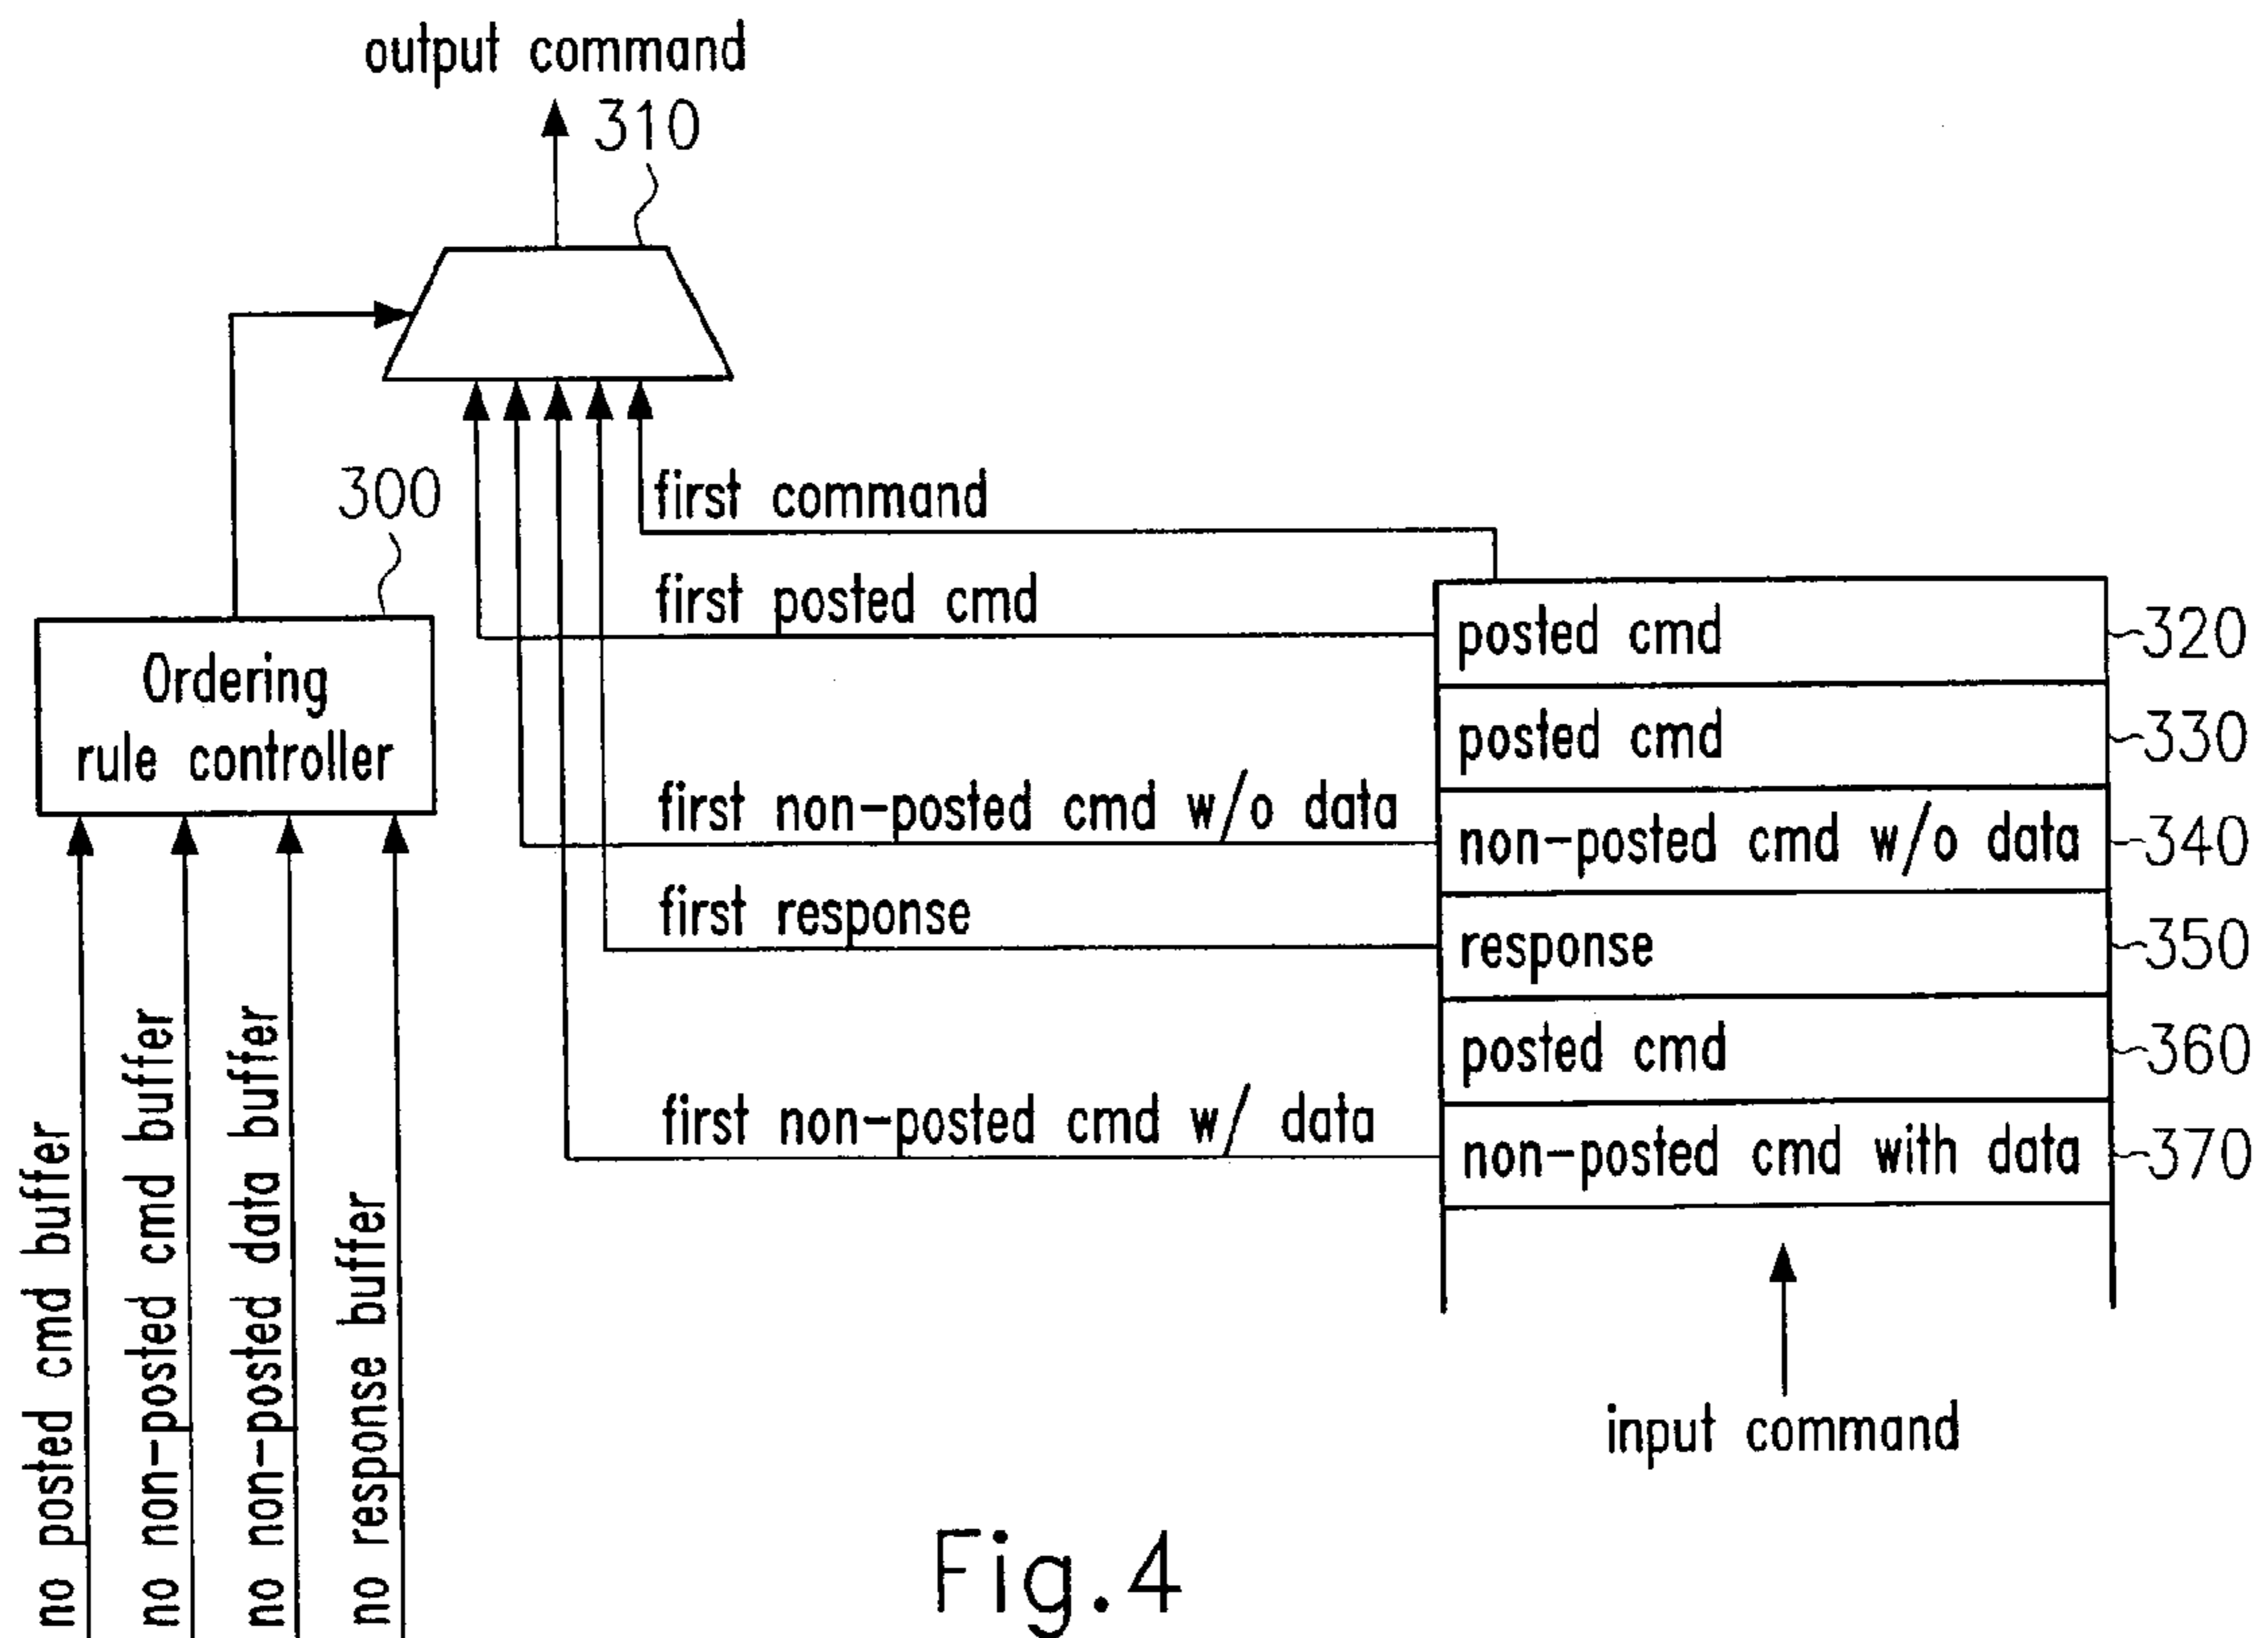 output command
310
300
first command
first posted cmd
posted cmd
320
Ordering
rule controller
posted cmd
330
first non-posted cmd w/o data
non-posted cmd w/o data
340
first response
response
350
posted cmd
360
first non-posted cmd w/ data
non-posted cmd with data
370
no posted cmd buffer
no non-posted cmd buffer
no non-posted data buffer
no response buffer
input command
Fig.4